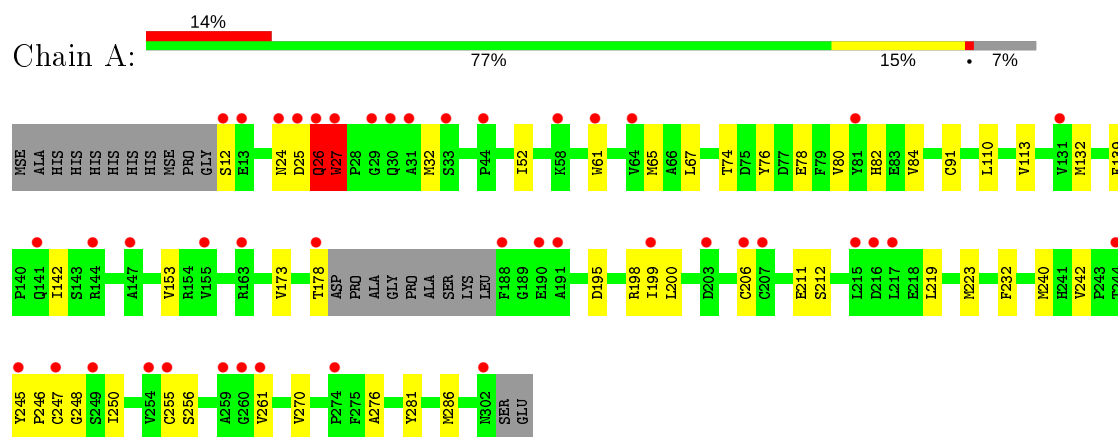 14%
Chain A:
77% 15% • 7%
MSE ALA HIS HIS HIS HIS HIS HIS MSE PRO GLY S12 E13 N24 D25 Q26 W27 P28 G29 Q30 A31 M32 S33 P44 I52 K58 W61 V64 M65 A66 L67 T74 D75 Y76 D77 E78 F79 V80 Y81 H82 E83 V84 C91 L110 V113 V131 M132
P140 Q141 I142 S143 R144 A147 V153 R154 V155 R163 V173 T178 ASP PRO ALA GLY PRO ALA SER LYS LEU F188 G189 E190 A191 D195 R198 I199 L200 D203 C206 C207 E211 S212 L215 D216 L217 E218 L219 M223 F232 M240 H241 V242 P243 T244
Y245 P246 C247 G248 S249 I250 V254 C255 S256 A259 G260 V261 V270 P274 F275 A276 Y281 M286 N302 SER GLU